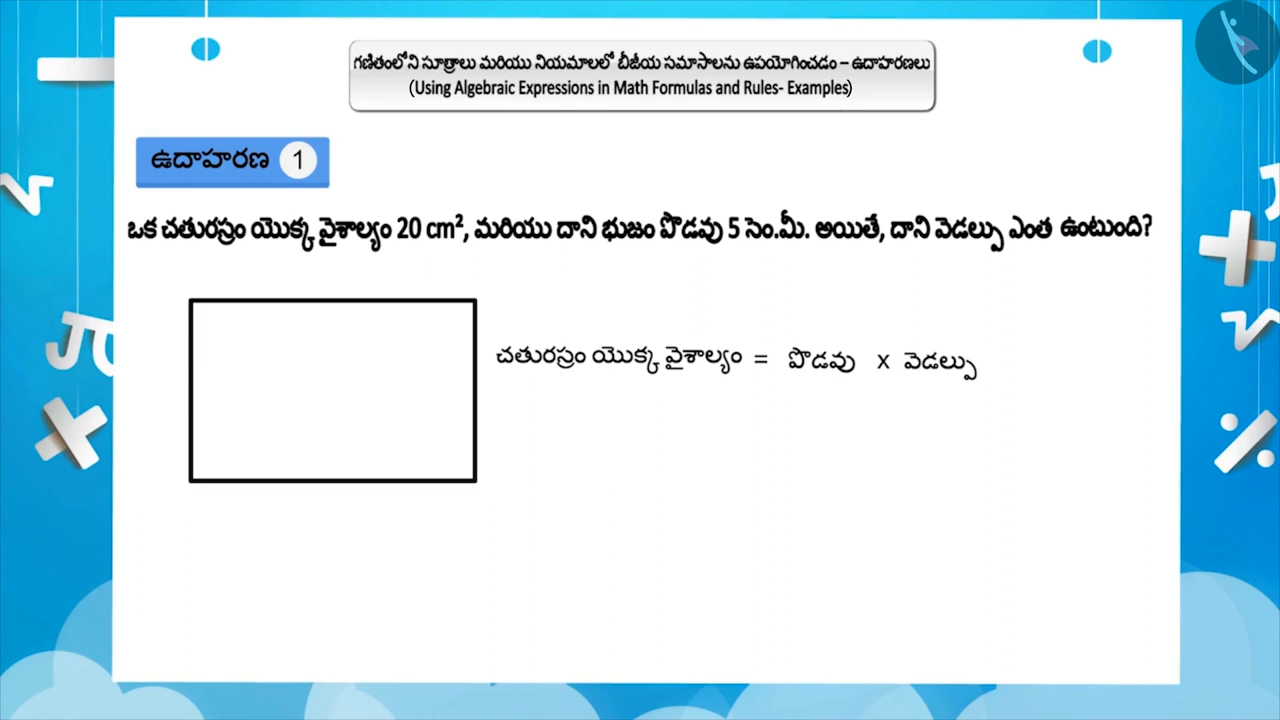 గణితంలోని సూత్రాలు మరియు నియమాలలో బీజీయ సమాసాలను ఉపయోగించడం – ఉదాహరణలు
(Using Algebraic Expressions in Math Formulas and Rules- Examples)
ఉదాహరణ 1
ఒక చతురస్రం యొక్క వైశాల్యం 20 cm², మరియు దాని భుజం పొడవు 5 సెం.మీ. అయితే, దాని వెడల్పు ఎంత ఉంటుంది?
చతురస్రం యొక్క వైశాల్యం = పొడవు x వెడల్పు